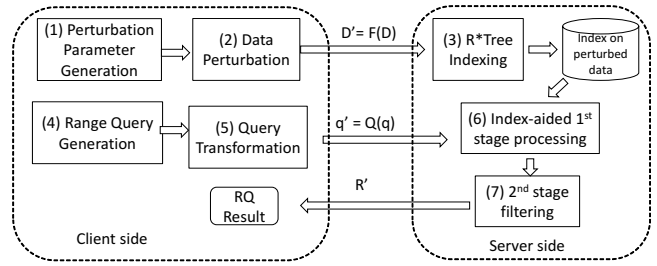 (1) Perturbation
Parameter
Generation
(2) Data
Perturbation
D’= F(D)
(3) R*Tree
Indexing
Index on
perturbed
data
(4) Range Query
Generation
(5) Query
Transformation
q’ = Q(q)
(6) Index-aided 1st
stage processing
RQ
Result
R’
(7) 2nd stage
filtering
Client side
Server side